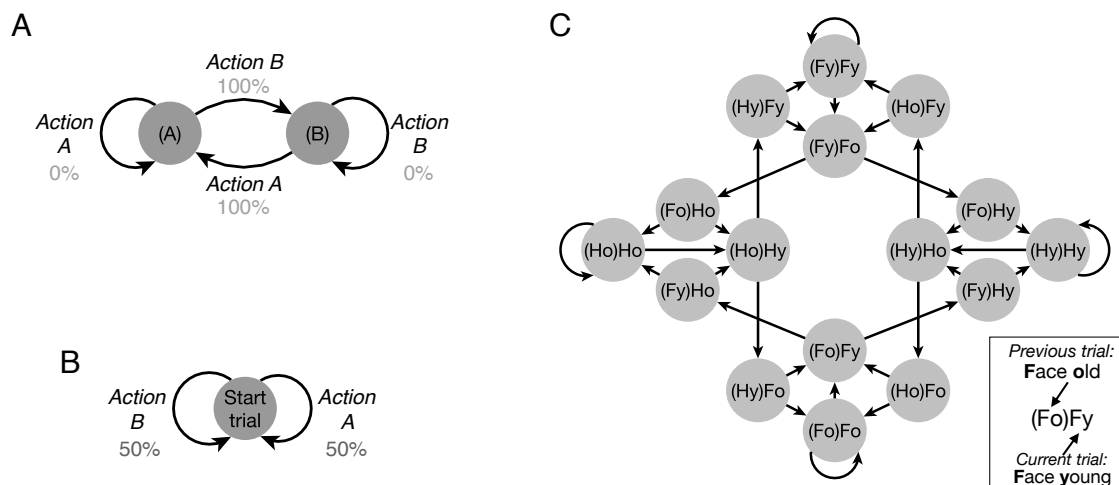 A
Action B
100%
Action
A
0%
(A)
(B)
Action
B
0%
Action A
100%
B
Action
B
50%
Start
trial
Action
A
50%
C
(Fy)Fy
(Hy)Fy
(Ho)Fy
(Fy)Fo
(Fo)Ho
(Fo)Hy
(Ho)Ho
(Ho)Hy
(Hy)Ho
(Hy)Hy
(Fy)Ho
(Fy)Hy
(Fo)Fy
(Hy)Fo
(Ho)Fo
(Fo)Fo
Previous trial:
Face old
(Fo)Fy
Current trial:
Face young